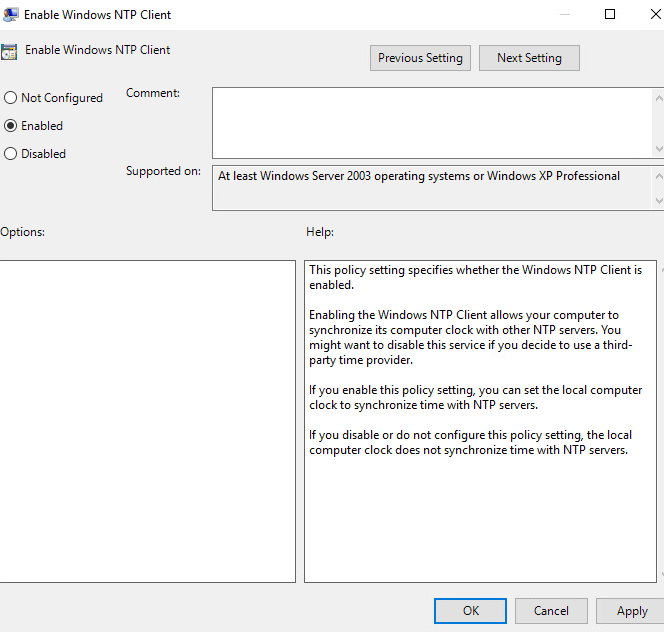 Enable Windows NTP Client
Enable Windows NTP Client
Previous Setting
Next Setting
Not Configured
Comment:
Enabled
Disabled
Supported on:
At least Windows Server 2003 operating systems or Windows XP Professional
Options:
Help:
This policy setting specifies whether the Windows NTP Client is
enabled.
Enabling the Windows NTP Client allows your computer to
synchronize its computer clock with other NTP servers. You
might want to disable this service if you decide to use a third-
party time provider.
If you enable this policy setting, you can set the local computer
clock to synchronize time with NTP servers.
If you disable or do not configure this policy setting, the local
computer clock does not synchronize time with NTP servers.
OK
Cancel
Apply